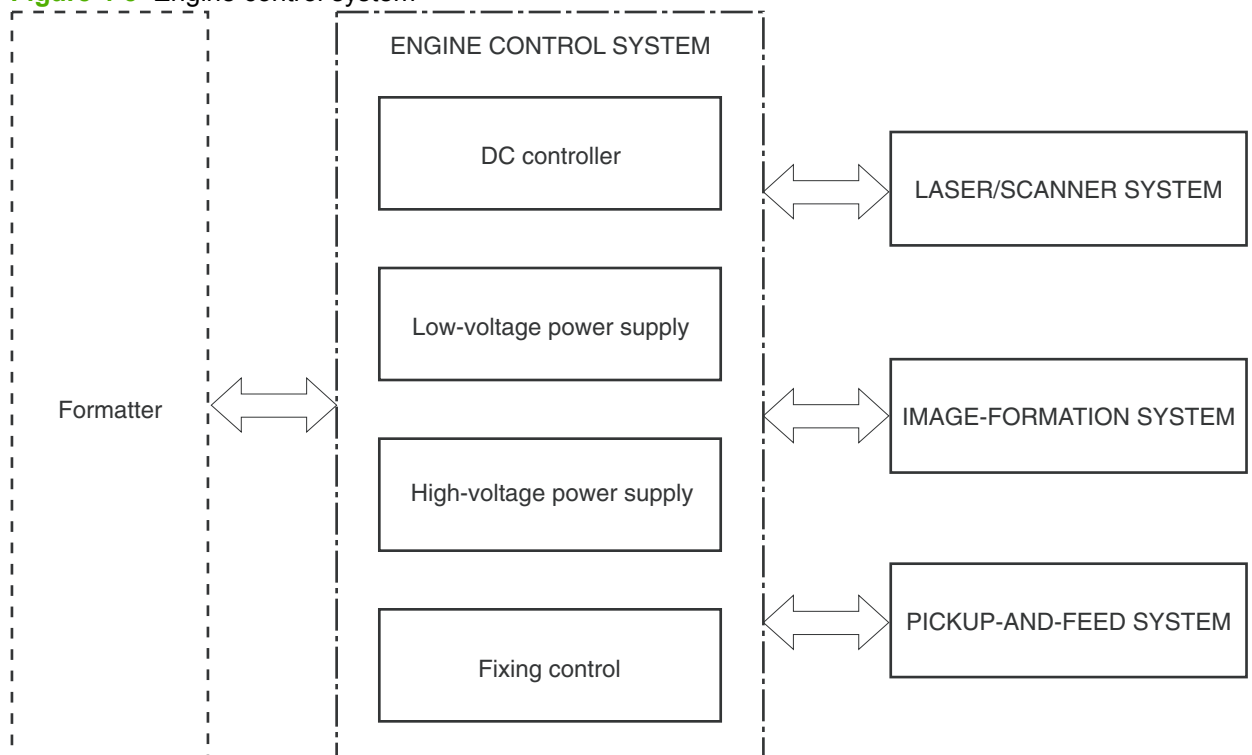 Engine control system
ENGINE CONTROL SYSTEM
DC controller
LASER/SCANNER SYSTEM
Low-voltage power supply
Formatter
IMAGE-FORMATION SYSTEM
High-voltage power supply
PICKUP-AND-FEED SYSTEM
Fixing control